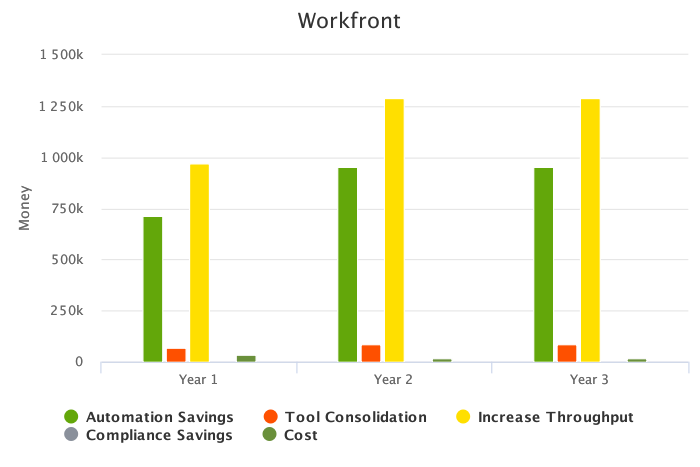 Workfront
1 500k
1 250k
1 000k
750k
500k
250k
0
Money
Year 1 Year 2 Year 3
Automation Savings Tool Consolidation Increase Throughput
Compliance Savings Cost